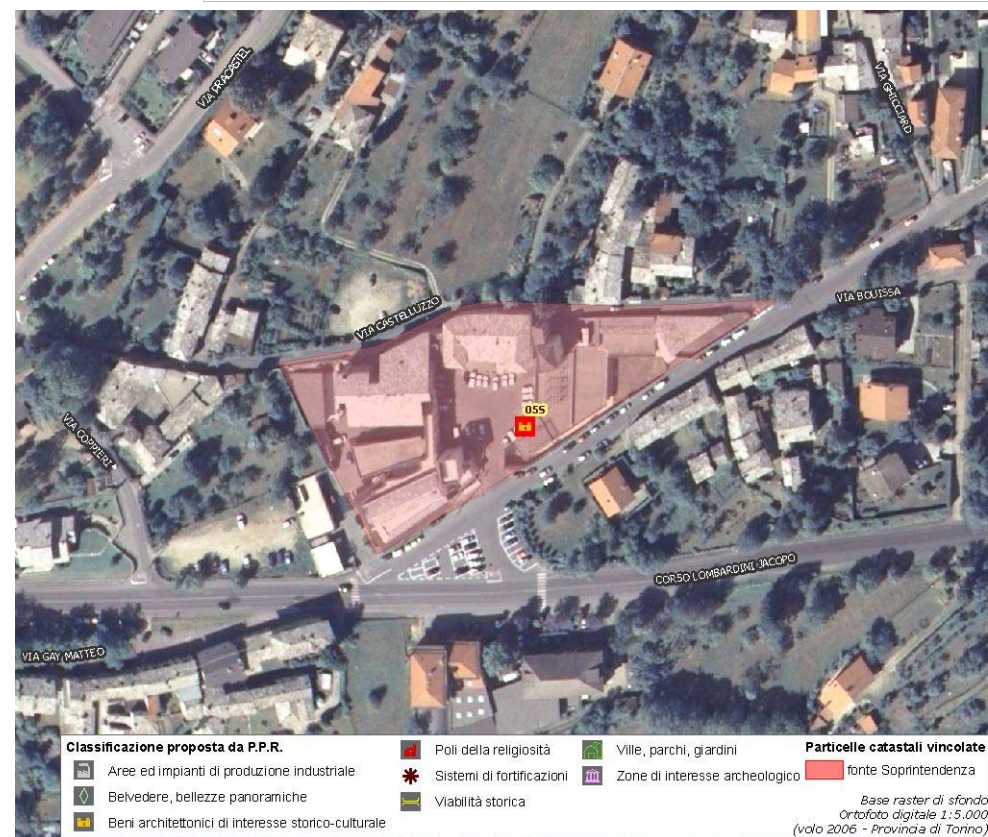 VIA PRACASTEL
VIA GHICCIARD
VIA BOUISSA
VIA CASTELLUZZO
05S
VIA COPPIERI
CORSO LOMBARDINI JACOPO
VIA GAY MATTEO
Classificazione proposta da P.P.R.
Aree ed impianti di produzione industriale
Belvedere, bellezze panoramiche
Beni architettonici di interesse storico-culturale
Poli della religiosità
Sistemi di fortificazioni
Viabilità storica
Ville, parchi, giardini
Zone di interesse archeologico
Particelle catastali vincolate
fonte Soprintendenza
Base raster di sfondo
Ortofoto digitale 1:5.000
(volo 2006 - Provincia di Torino)